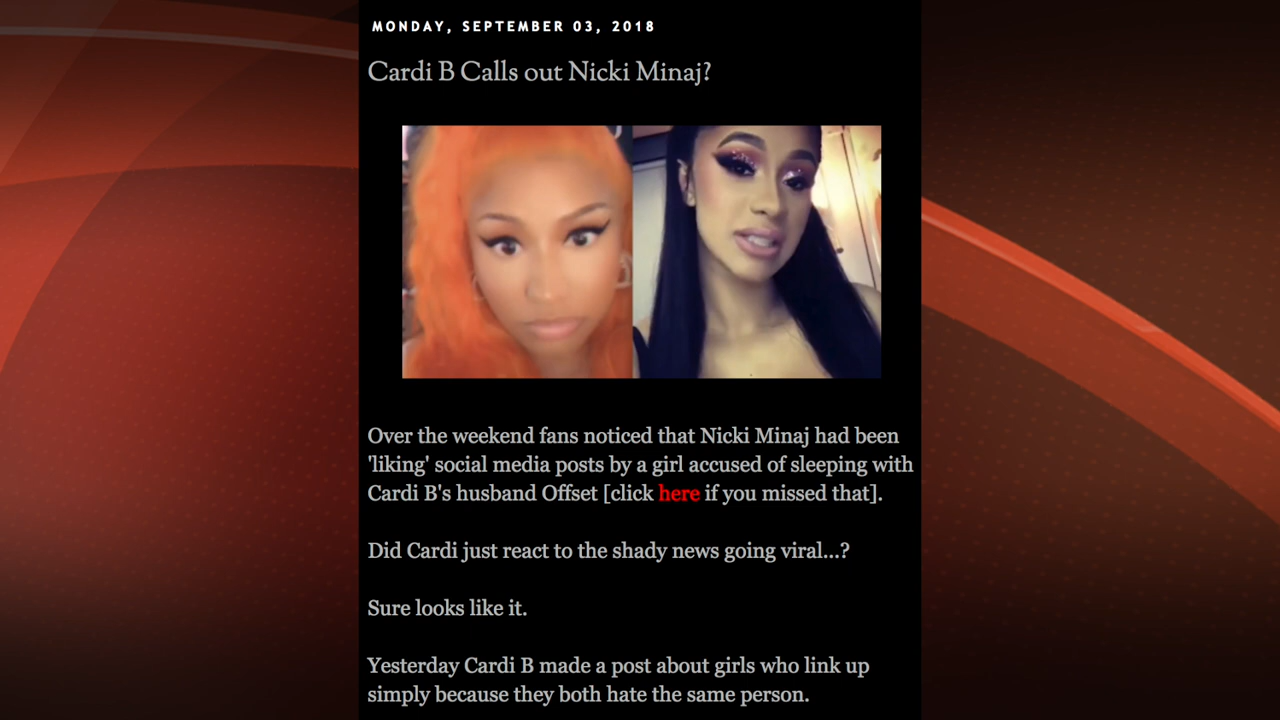 MONDAY, SEPTEMBER 03, 2018
Cardi B Calls out Nicki Minaj?
Over the weekend fans noticed that Nicki Minaj had been
'liking' social media posts by a girl accused of sleeping with
Cardi B's husband Offset [click here if you missed that].
Did Cardi just react to the shady news going viral...?
Sure looks like it.
Yesterday Cardi B made a post about girls who link up
simply because they both hate the same person.